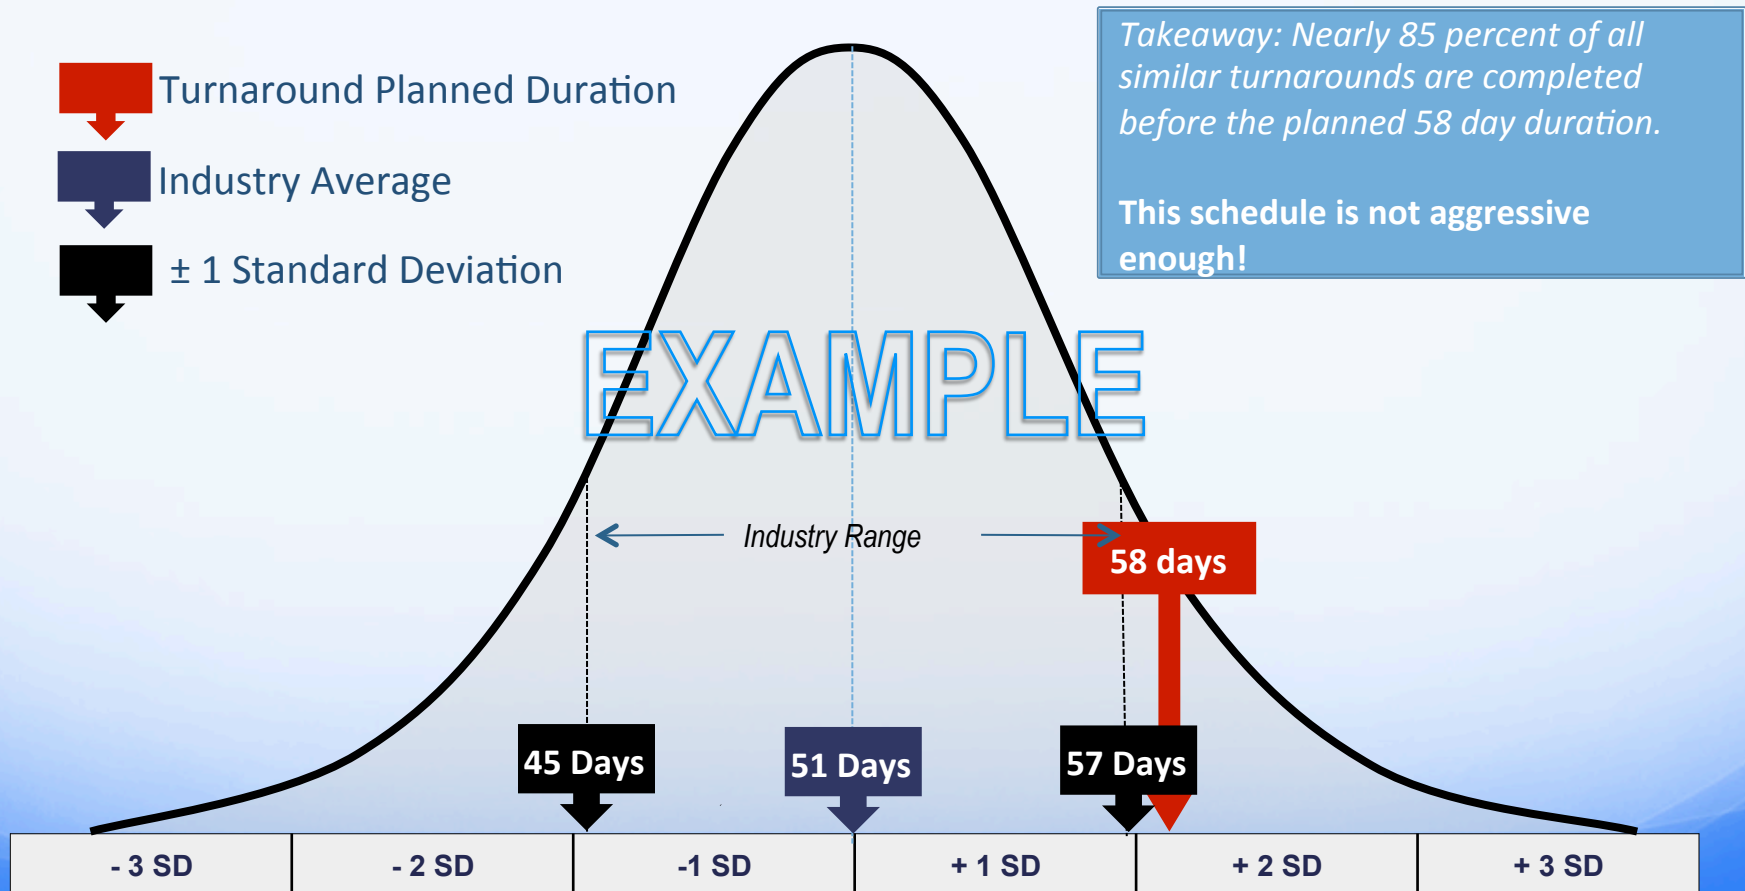 Takeaway: Nearly 85 percent of all
similar turnarounds are completed
before the planned 58 day duration.
This schedule is not aggressive
enough!
Turnaround Planned Duration
Industry Average
± 1 Standard Deviation
EXAMPLE
Industry Range
58 days
45 Days
51 Days
57 Days
- 3 SD
- 2 SD
-1 SD
+ 1 SD
+ 2 SD
+ 3 SD